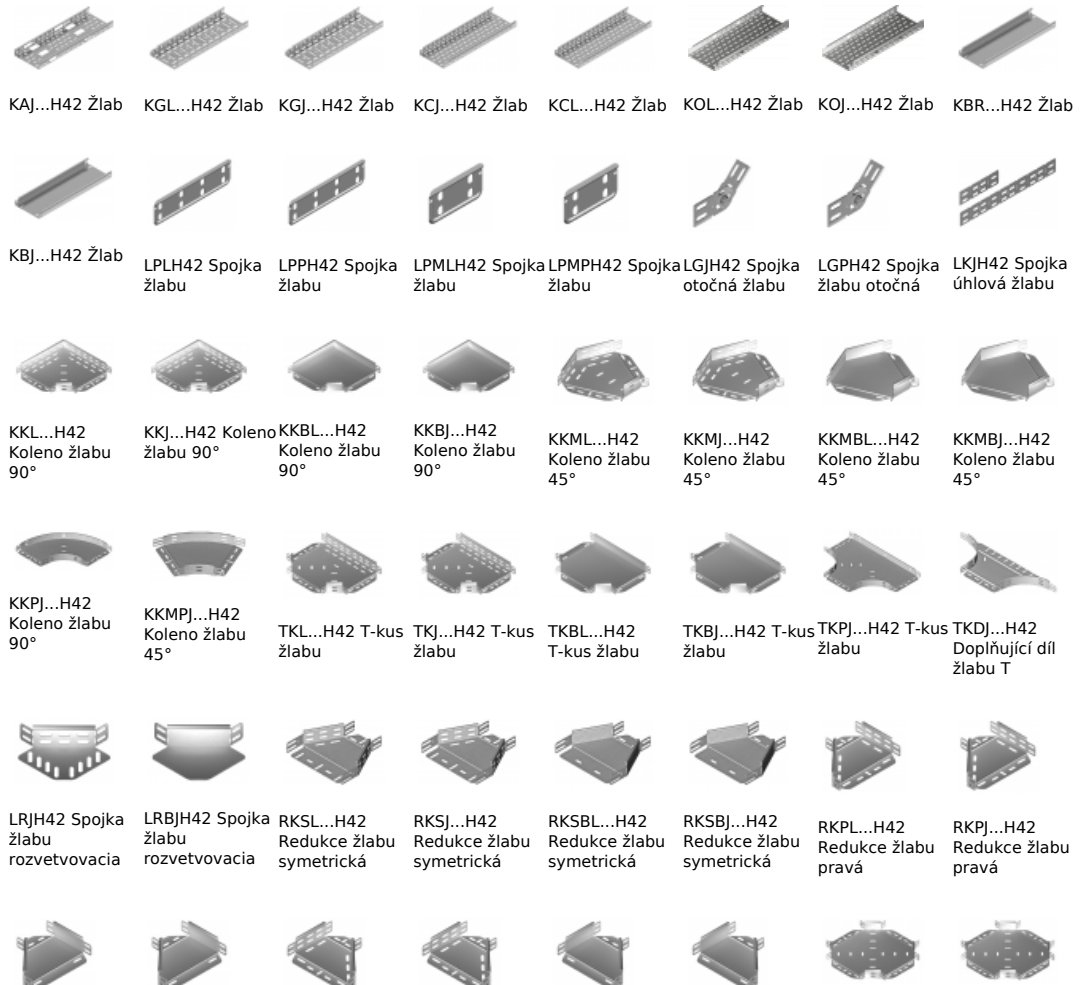 KAJ...H42 Žlab
KGL...H42 Žlab
KGJ...H42 Žlab
KCJ...H42 Žlab
KCL...H42 Žlab
KOL...H42 Žlab
KOJ...H42 Žlab
KBR...H42 Žlab
KBJ...H42 Žlab
LPLH42 Spojka
žlabu
LPPH42 Spojka
žlabu
LPMLH42 Spojka
žlabu
LPMPH42 Spojka
žlabu
LGJH42 Spojka
otočná žlabu
LGPH42 Spojka
žlabu otočná
LKJH42 Spojka
úhlová žlabu
KKL...H42
Koleno žlabu
90°
KKJ...H42 Koleno
žlabu 90°
KKBL...H42
Koleno žlabu
90°
KKBJ...H42
Koleno žlabu
90°
KKML...H42
Koleno žlabu
45°
KKMJ...H42
Koleno žlabu
45°
KKMBL...H42
Koleno žlabu
45°
KKMBJ...H42
Koleno žlabu
45°
KKPJ...H42
Koleno žlabu
90°
KKMPJ...H42
Koleno žlabu
45°
TKL...H42 T-kus
žlabu
TKJ...H42 T-kus
žlabu
TKBL...H42
T-kus žlabu
TKBJ...H42 T-kus
žlabu
TKPJ...H42 T-kus
žlabu
TKDJ...H42
Doplňující díl
žlabu T
LRJH42 Spojka
žlabu
rozvetvovacia
LRBJH42 Spojka
žlabu
rozvetvovacia
RKSL...H42
Redukce žlabu
symetrická
RKSJ...H42
Redukce žlabu
symetrická
RKSBL...H42
Redukce žlabu
symetrická
RKSBJ...H42
Redukce žlabu
symetrická
RKPL...H42
Redukce žlabu
pravá
RKPJ...H42
Redukce žlabu
pravá